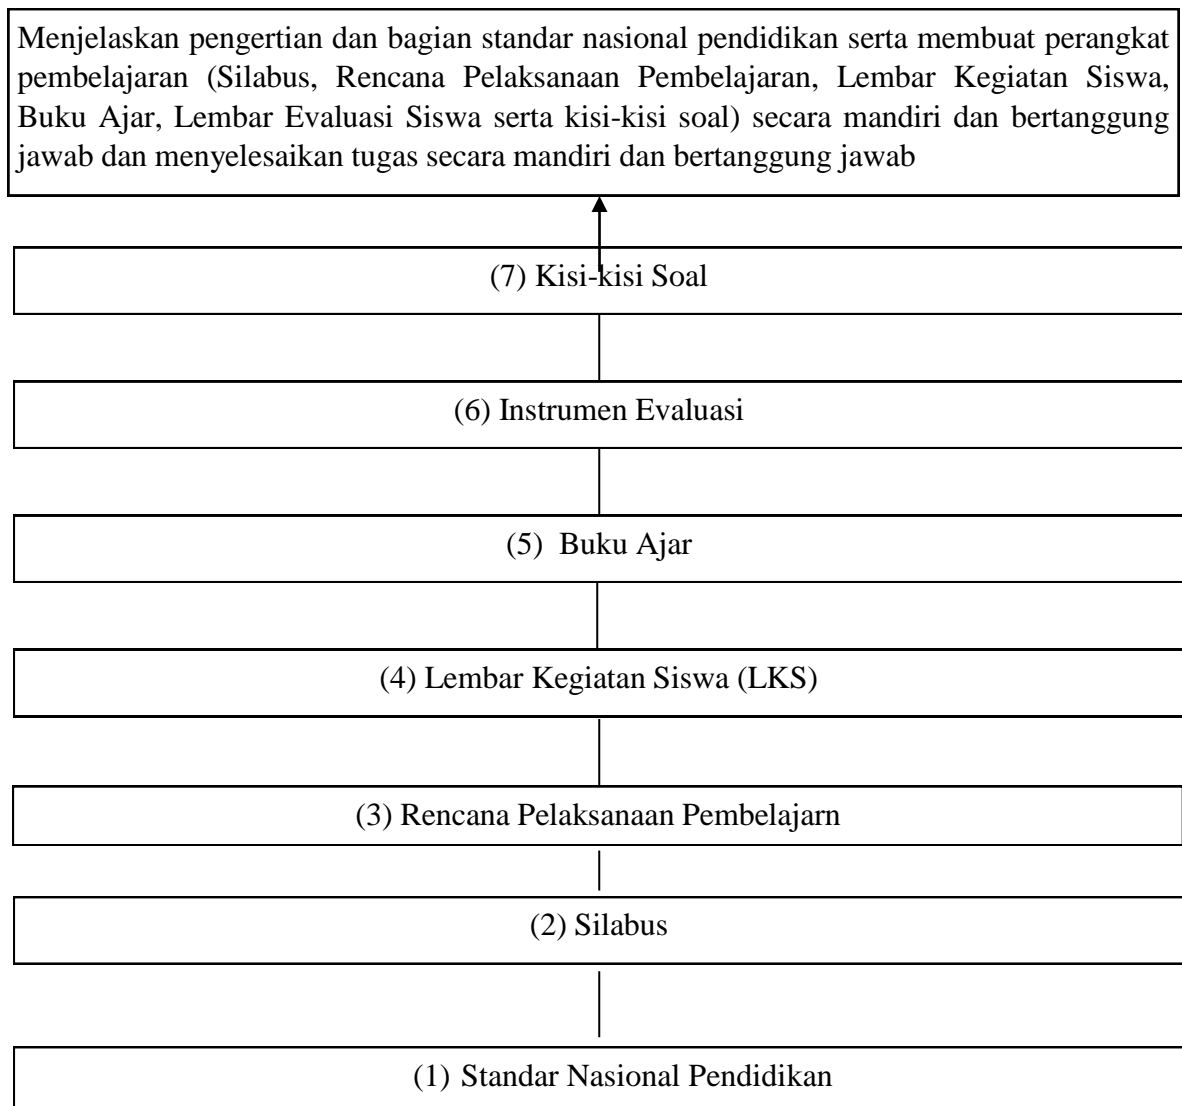 Menjelaskan pengertian dan bagian standar nasional pendidikan serta membuat perangkat
pembelajaran (Silabus, Rencana Pelaksanaan Pembelajaran, Lembar Kegiatan Siswa,
Buku Ajar, Lembar Evaluasi Siswa serta kisi-kisi soal) secara mandiri dan bertanggung
jawab dan menyelesaikan tugas secara mandiri dan bertanggung jawab
(7) Kisi-kisi Soal
(6) Instrumen Evaluasi
(5) Buku Ajar
(4) Lembar Kegiatan Siswa (LKS)
(3) Rencana Pelaksanaan Pembelajarn
(2) Silabus
(1) Standar Nasional Pendidikan